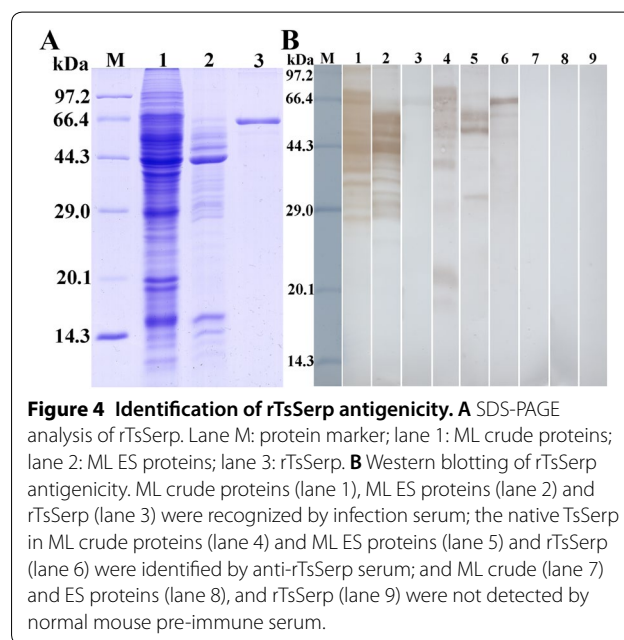 A
B
kDa M 1 2 3
97.2
66.4
44.3
29.0
20.1
14.3
kDa M 1 2 3 4 5 6 7 8 9
97.2
66.4
44.3
29.0
20.1
14.3
Figure 4 Identification of rTsSerp antigenicity. A SDS-PAGE
analysis of rTsSerp. Lane M: protein marker; lane 1: ML crude proteins;
lane 2: ML ES proteins; lane 3: rTsSerp. B Western blotting of rTsSerp
antigenicity. ML crude proteins (lane 1), ML ES proteins (lane 2) and
rTsSerp (lane 3) were recognized by infection serum; the native TsSerp
in ML crude proteins (lane 4) and ML ES proteins (lane 5) and rTsSerp
(lane 6) were identified by anti-rTsSerp serum; and ML crude (lane 7)
and ES proteins (lane 8), and rTsSerp (lane 9) were not detected by
normal mouse pre-immune serum.